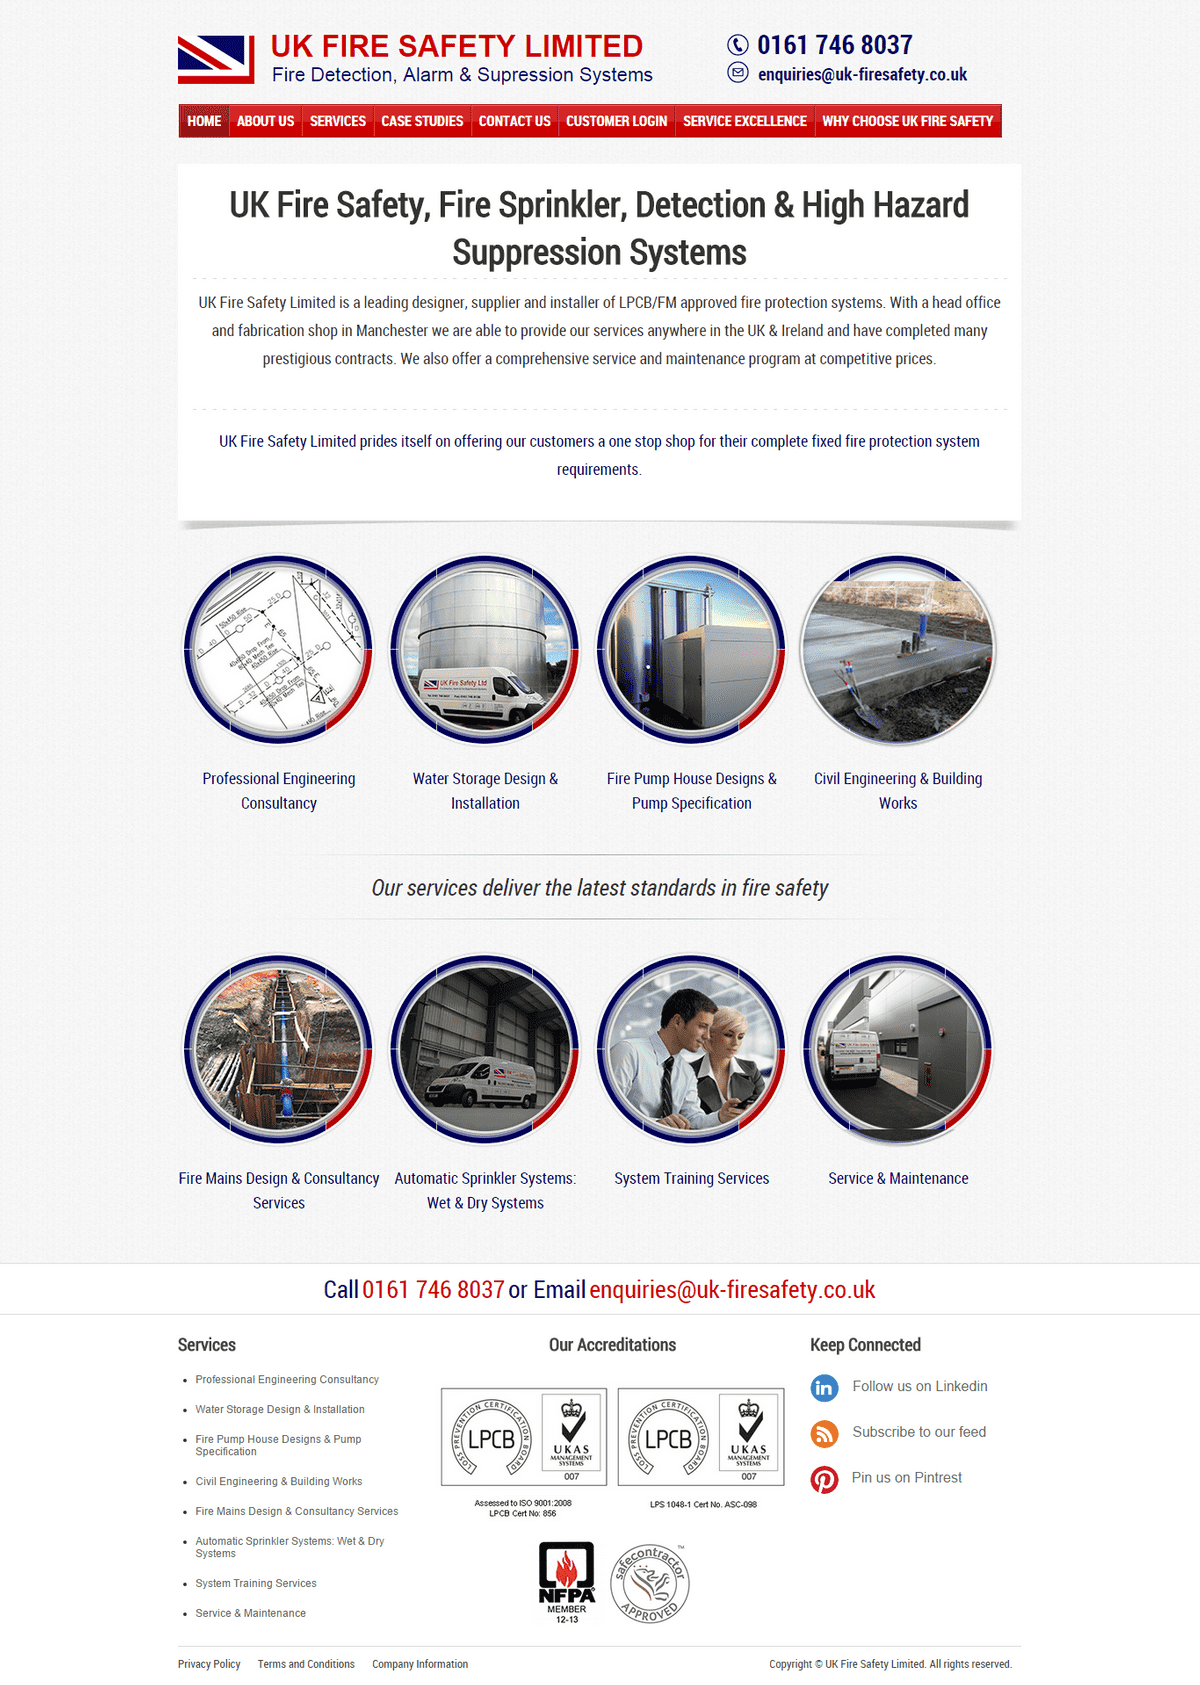 UK FIRE SAFETY LIMITED
Fire Detection, Alarm & Supression Systems
0161 746 8037
enquiries@uk-firesafety.co.uk
HOME ABOUT US SERVICES CASE STUDIES CONTACT US CUSTOMER LOGIN SERVICE EXCELLENCE WHY CHOOSE UK FIRE SAFETY
UK Fire Safety, Fire Sprinkler, Detection & High Hazard
Suppression Systems
UK Fire Safety Limited is a leading designer, supplier and installer of LPCB/FM approved fire protection systems. With a head office
and fabrication shop in Manchester we are able to provide our services anywhere in the UK & Ireland and have completed many
prestigious contracts. We also offer a comprehensive service and maintenance program at competitive prices.
UK Fire Safety Limited prides itself on offering our customers a one stop shop for their complete fixed fire protection system
requirements.
UK Fire Safety Ltd
Professional Engineering
Consultancy
Water Storage Design &
Installation
Fire Pump House Designs &
Pump Specification
Civil Engineering & Building
Works
Our services deliver the latest standards in fire safety
Fire Mains Design & Consultancy
Services
Automatic Sprinkler Systems:
Wet & Dry Systems
System Training Services
Service & Maintenance
Call 0161 746 8037 or Email enquiries@uk-firesafety.co.uk
Services
Professional Engineering Consultancy
Water Storage Design & Installation
Fire Pump House Designs & Pump
Specification
Civil Engineering & Building Works
Fire Mains Design & Consultancy Services
Automatic Sprinkler Systems: Wet & Dry
Systems
System Training Services
Service & Maintenance
Our Accreditations
LOSS PREVENTION CERTIFICATION BOARD
LPCB
UKAS
MANAGEMENT
SYSTEMS
007
Assessed to ISO 9001:2008
LPCB Cert No: 856
LOSS PREVENTION CERTIFICATION BOARD
LPCB
UKAS
MANAGEMENT
SYSTEMS
007
LPS 1048-1 Cert No. ASC-098
NFPA
MEMBER
12-13
safecontractor
APPROVED
TM
Keep Connected
Follow us on Linkedin
Subscribe to our feed
Pin us on Pintrest
Privacy Policy Terms and Conditions Company Information
Copyright © UK Fire Safety Limited. All rights reserved.